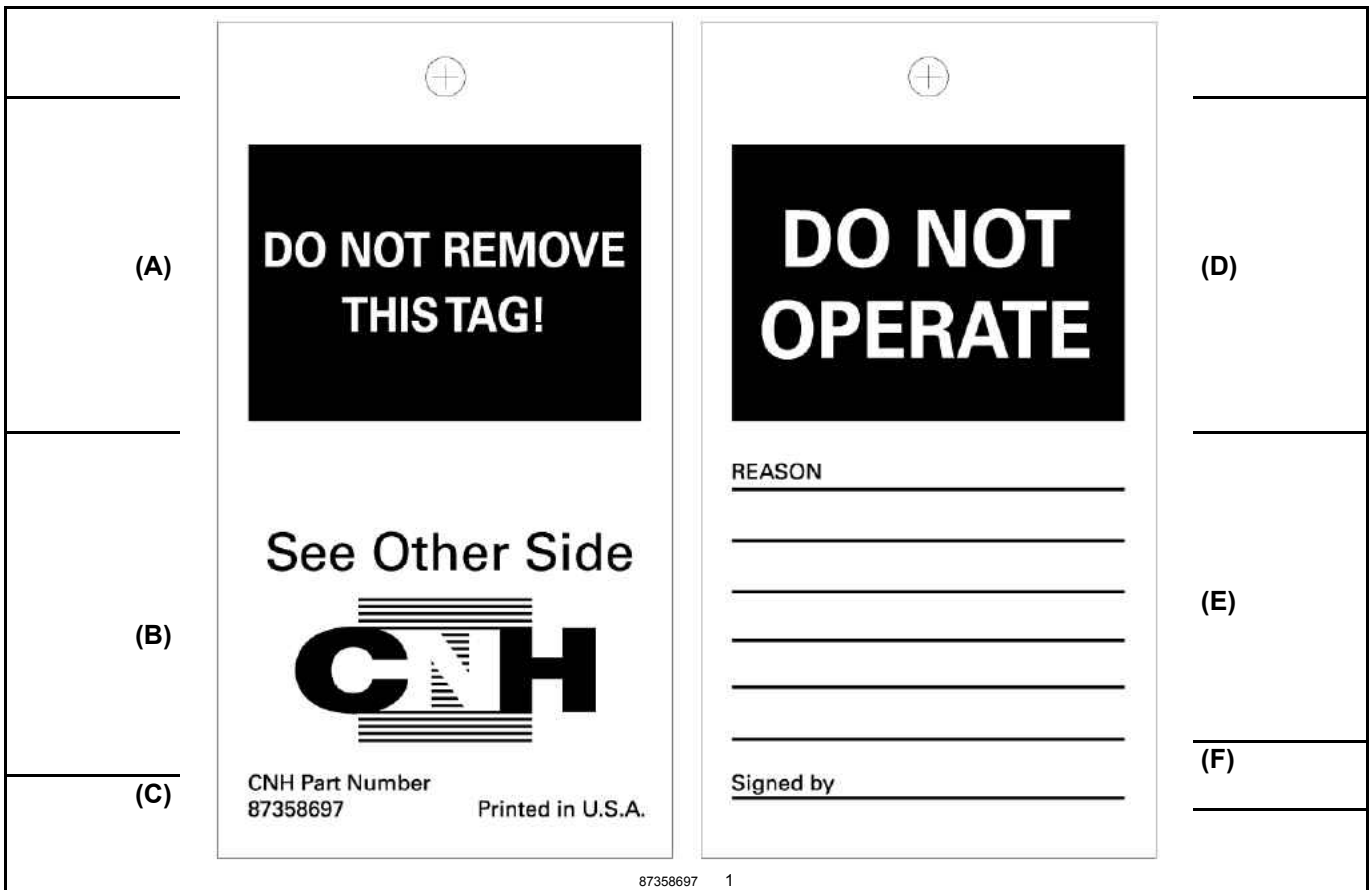 (A)
DO NOT REMOVE
THIS TAG!
(B)
See Other Side
CNH
(C)
CNH Part Number
87358697
Printed in U.S.A.
DO NOT
OPERATE
(D)
REASON
(E)
Signed by
(F)
87358697 1